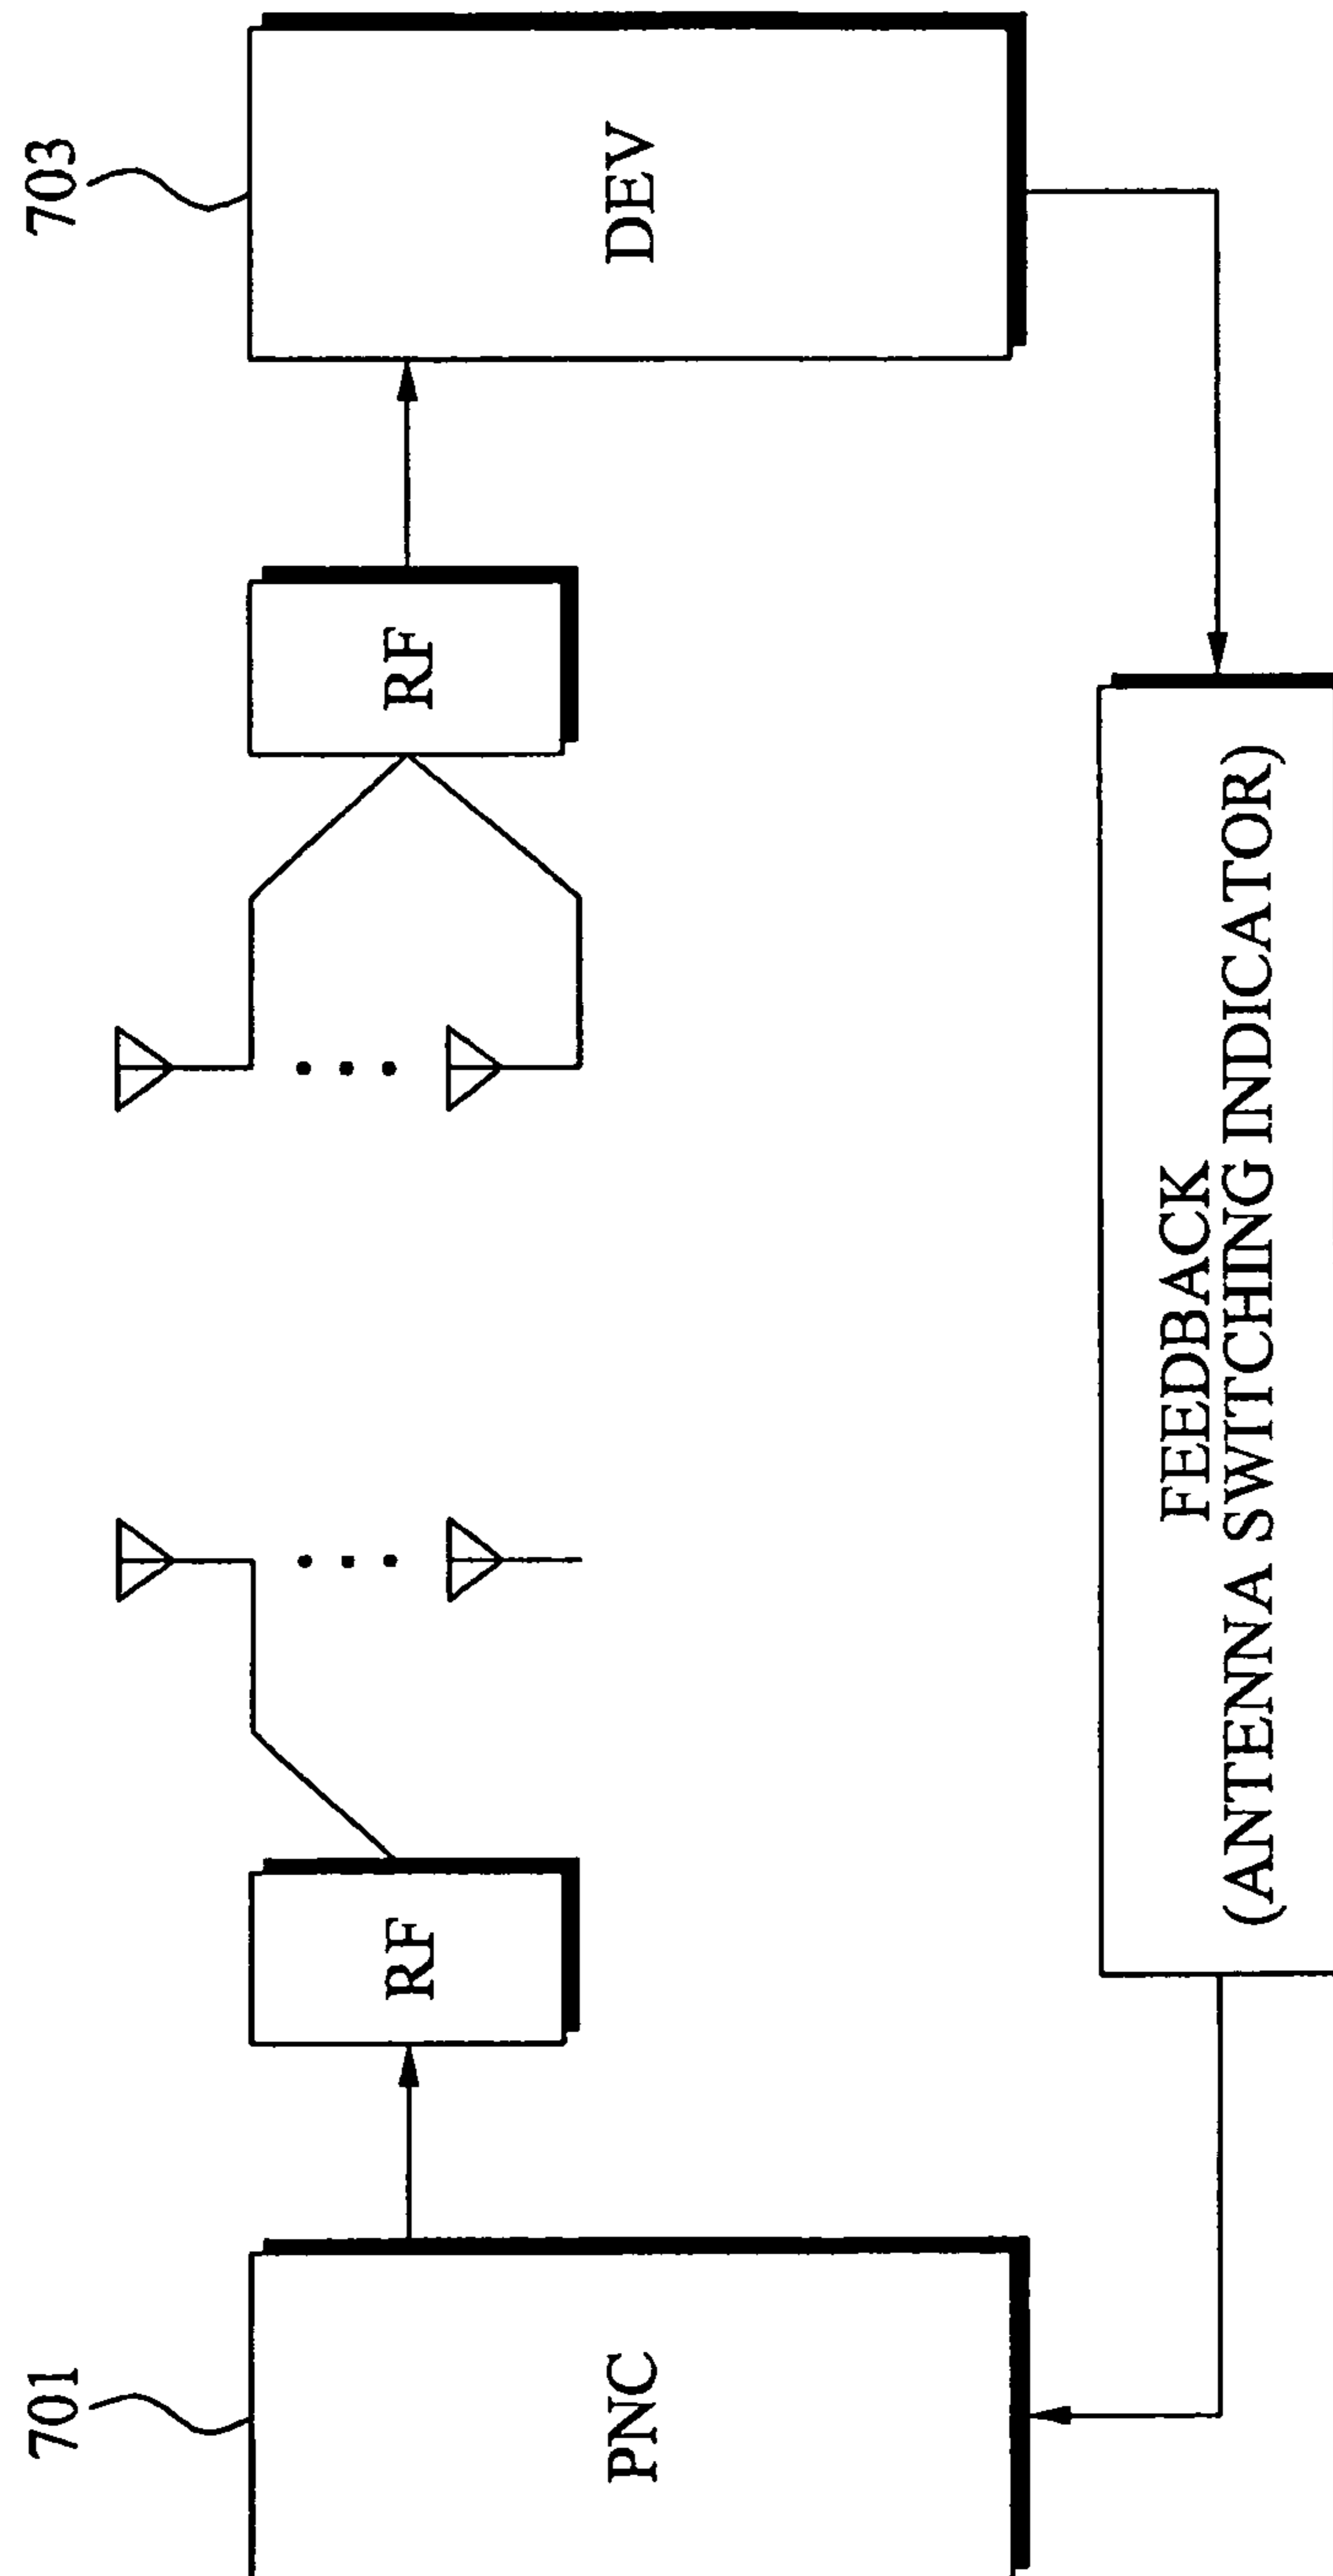 701
703
PNC
RF
RF
DEV
FEEDBACK
(ANTENNA SWITCHING INDICATOR)